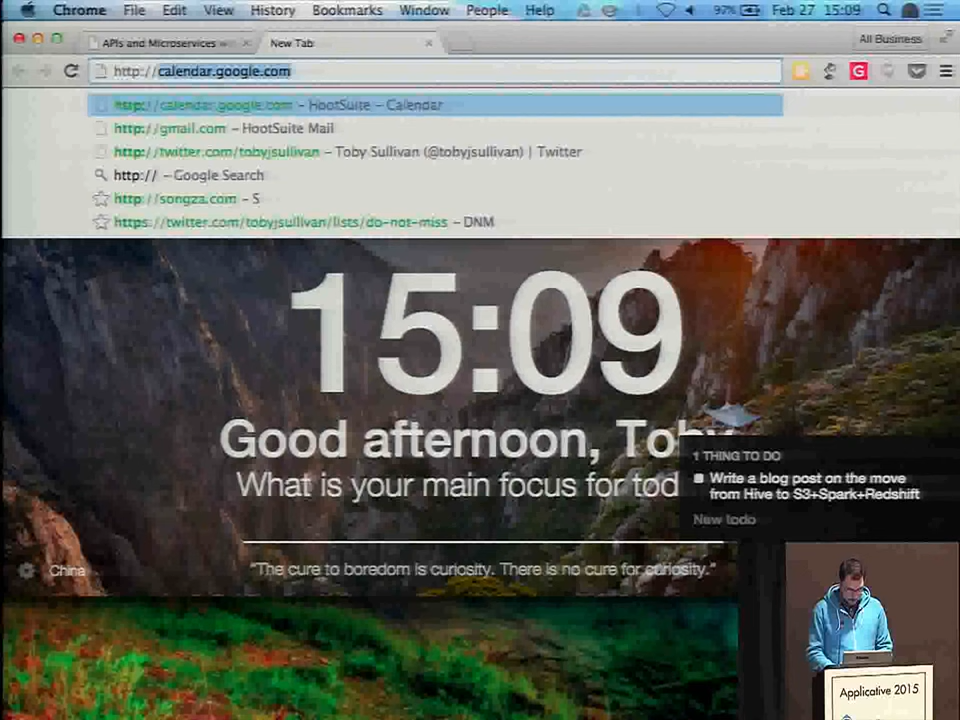 Chrome File Edit View History Bookmarks Window People Help 97% Feb 27 15:09
APIs and Microservices New Tab All Business
http://calendar.google.com
http://calendar.google.com – HootSuite – Calendar
http://gmail.com – HootSuite Mail
http://twitter.com/tobyjsullivan – Toby Sullivan (@tobyjsullivan) | Twitter
http:// – Google Search
http://songza.com – S
https://twitter.com/tobyjsullivan/lists/do-not-miss – DNM
15:09
Good afternoon, Toby
What is your main focus for tod
1 THING TO DO
Write a blog post on the move
from Hive to S3+Spark+Redshift
New todo
China
"The cure to boredom is curiosity. There is no cure for curiosity."
Applicative 2015